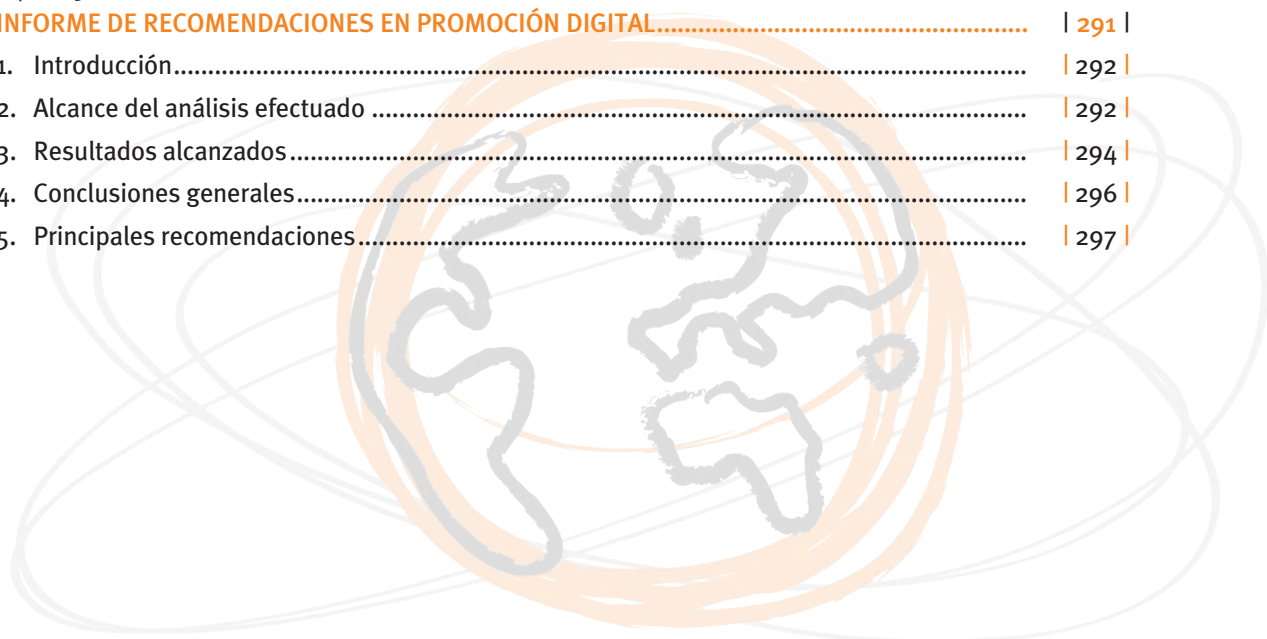 INFORME DE RECOMENDACIONES EN PROMOCIÓN DIGITAL...................................................... | 291 |
1. Introducción............................................................................................................................ | 292 |
2. Alcance del análisis efectuado ............................................................................................... | 292 |
3. Resultados alcanzados........................................................................................................... | 294 |
4. Conclusiones generales.......................................................................................................... | 296 |
5. Principales recomendaciones................................................................................................. | 297 |